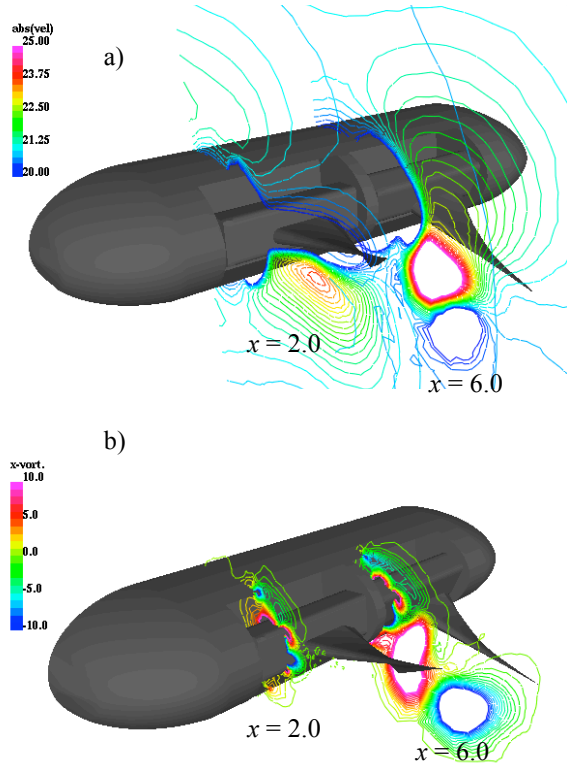 abs(vel)
25.00
a)
23.75
22.50
21.25
20.00
x = 2.0
x = 6.0
b)
x-vort.
10.0
5.0
0.0
-5.0
-10.0
x = 2.0
x = 6.0